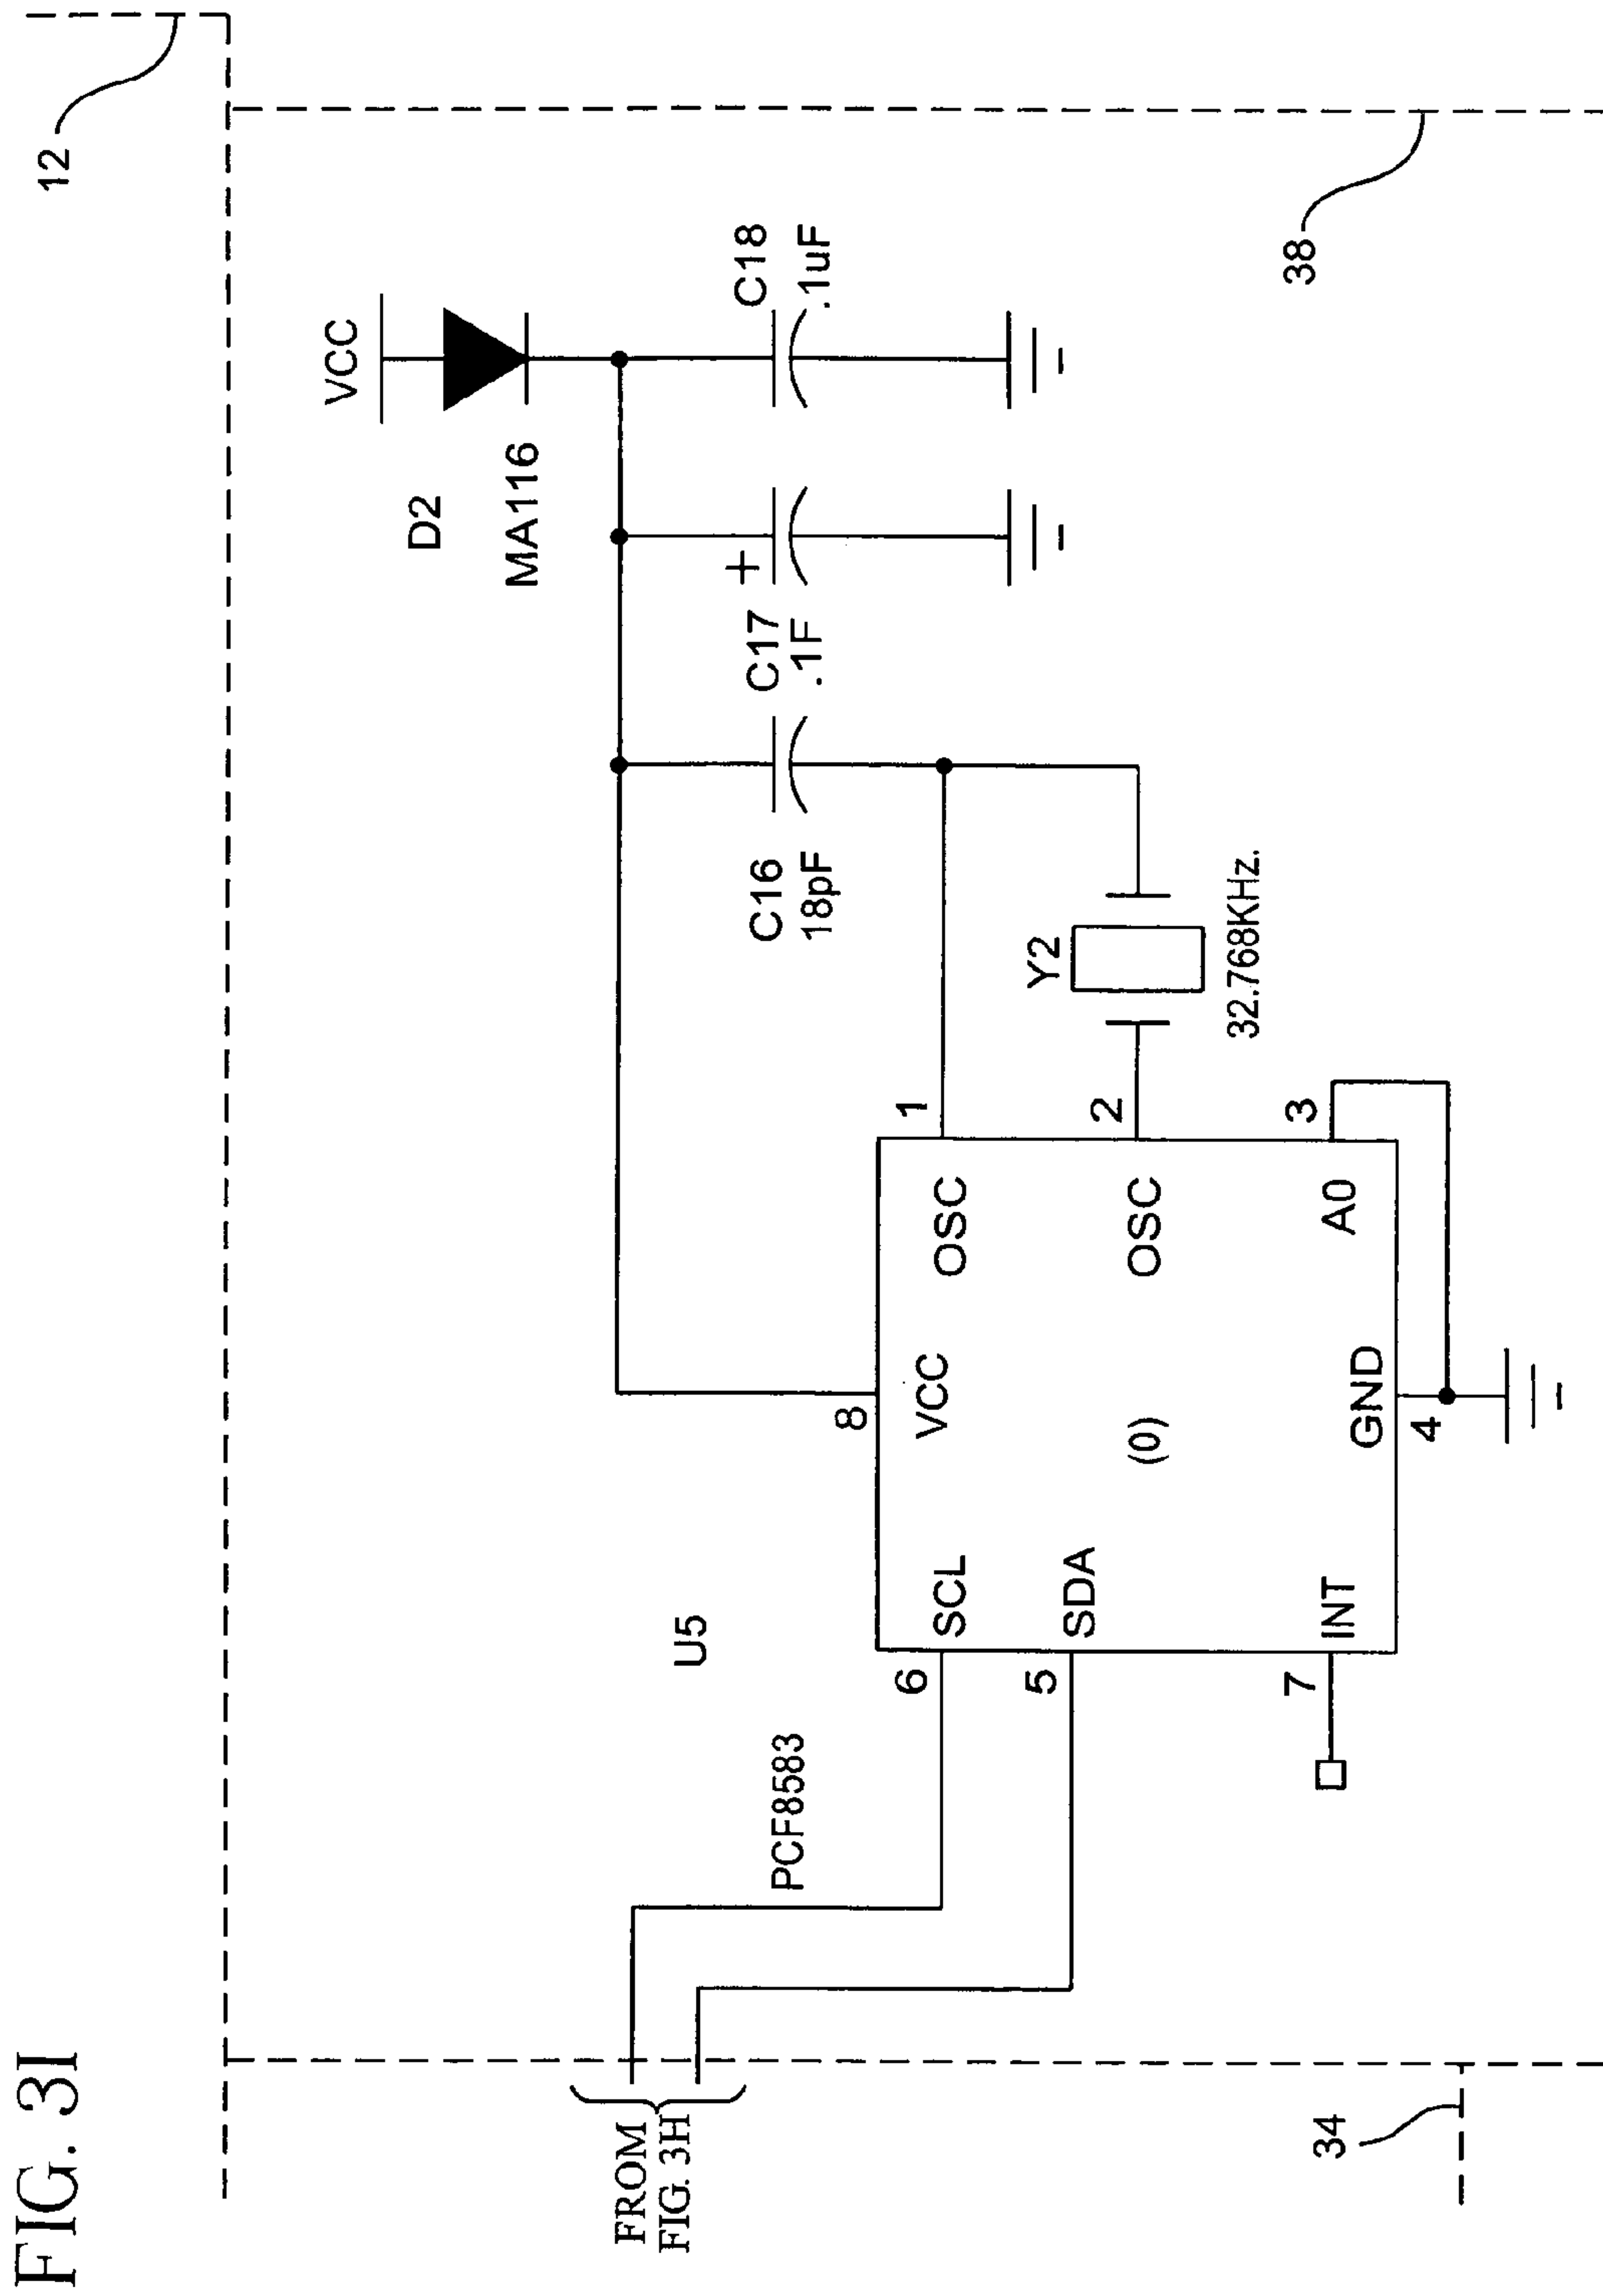 FIG. 3I
12
VCC
D2
MA116
C18
.1uF
C17
.1F
+
C16
18pF
Y2
32.768KHz.
38
U5
PCF8583
8
VCC
1
OSC
2
OSC
3
A0
(0)
GND
4
6
SCL
5
SDA
7
INT
FROM
FIG. 3H
34